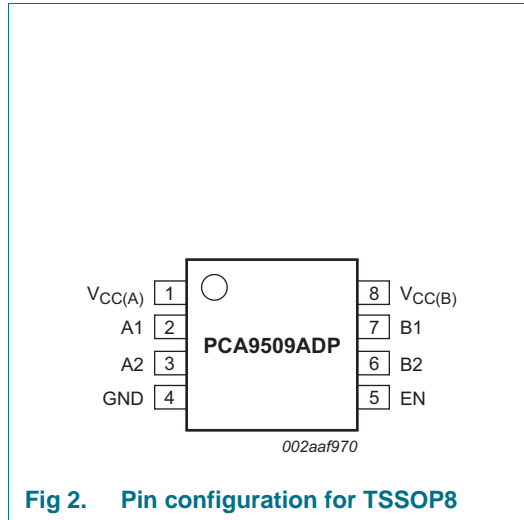 VCC(A) 1 8 VCC(B)
A1 2 7 B1
PCA9509ADP
A2 3 6 B2
GND 4 5 EN
002aaf970
Fig 2. Pin configuration for TSSOP8